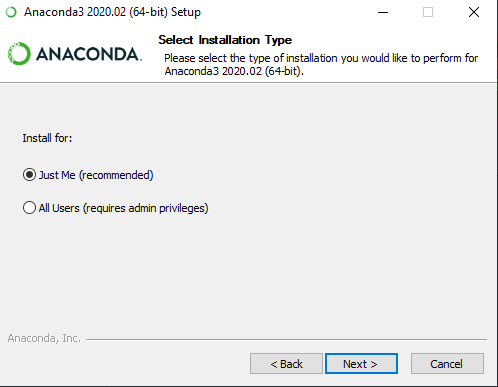 Anaconda3 2020.02 (64-bit) Setup
ANACONDA.
Select Installation Type
Please select the type of installation you would like to perform for
Anaconda3 2020.02 (64-bit).
Install for:
Just Me (recommended)
All Users (requires admin privileges)
Anaconda, Inc.
< Back Next > Cancel